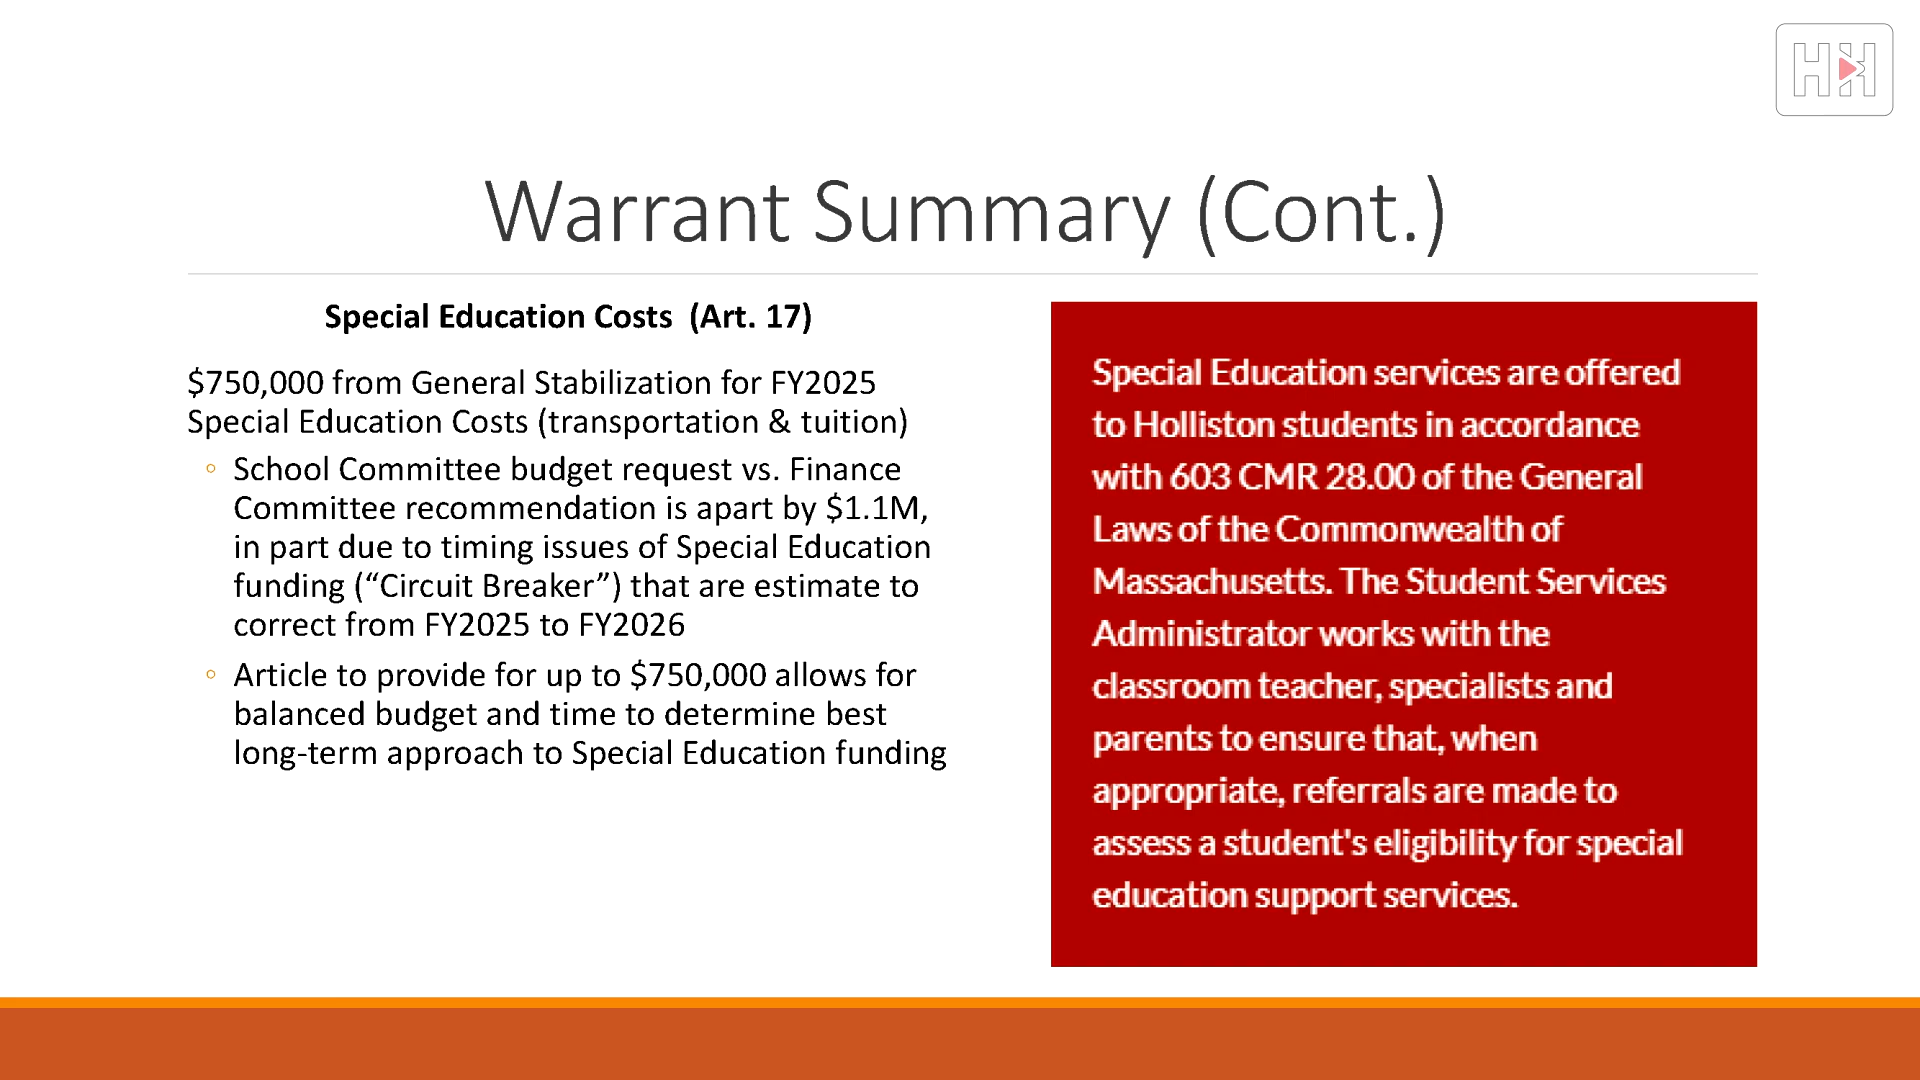 HH
Warrant Summary (Cont.)
Special Education Costs (Art. 17)
$750,000 from General Stabilization for FY2025
Special Education Costs (transportation & tuition)
◦ School Committee budget request vs. Finance
Committee recommendation is apart by $1.1M,
in part due to timing issues of Special Education
funding (“Circuit Breaker”) that are estimate to
correct from FY2025 to FY2026
◦ Article to provide for up to $750,000 allows for
balanced budget and time to determine best
long-term approach to Special Education funding
Special Education services are offered
to Holliston students in accordance
with 603 CMR 28.00 of the General
Laws of the Commonwealth of
Massachusetts. The Student Services
Administrator works with the
classroom teacher, specialists and
parents to ensure that, when
appropriate, referrals are made to
assess a student's eligibility for special
education support services.